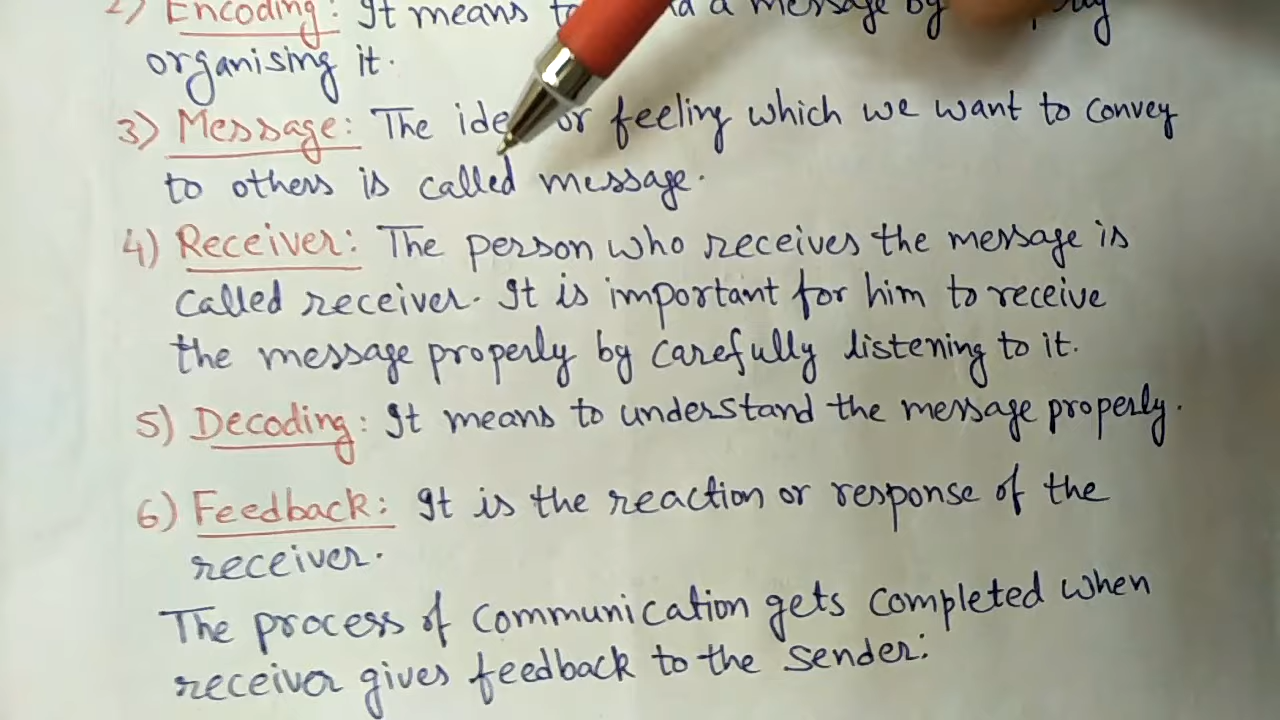 2) Encoding: It means to a message by
organising it.
3) Message: The idea or feeling which we want to convey
to others is called message.
4) Receiver: The person who receives the message is
called receiver. It is important for him to receive
the message properly by carefully listening to it.
5) Decoding: It means to understand the message properly.
6) Feedback: It is the reaction or response of the
receiver.
The process of communication gets completed when
receiver gives feedback to the sender.